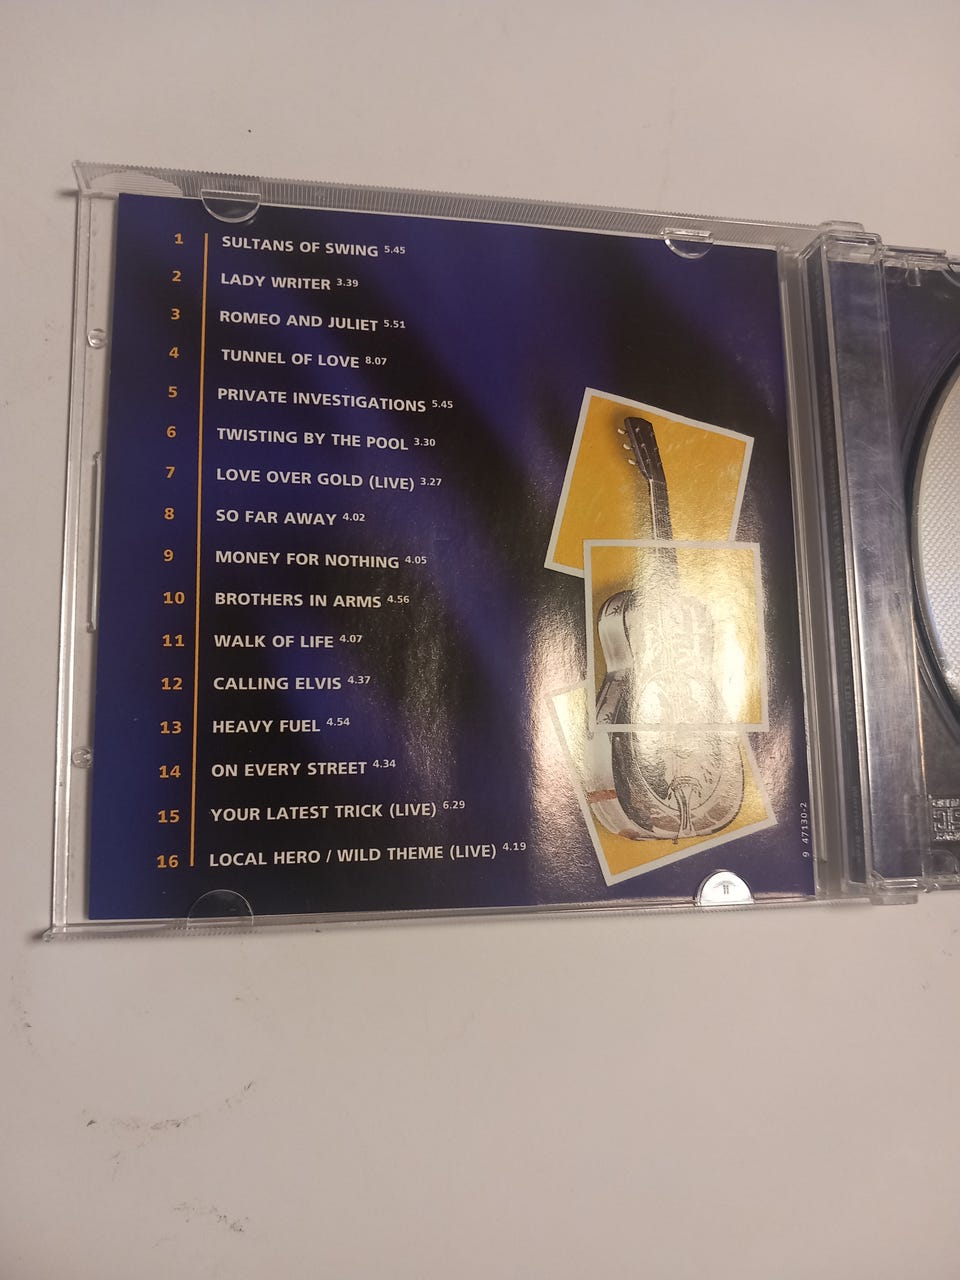 1 SULTANS OF SWING 5.45
2 LADY WRITER 3.39
3 ROMEO AND JULIET 5.51
4 TUNNEL OF LOVE 8.07
5 PRIVATE INVESTIGATIONS 5.45
6 TWISTING BY THE POOL 3.30
7 LOVE OVER GOLD (LIVE) 3.27
8 SO FAR AWAY 4.02
9 MONEY FOR NOTHING 4.05
10 BROTHERS IN ARMS 4.56
11 WALK OF LIFE 4.07
12 CALLING ELVIS 4.37
13 HEAVY FUEL 4.54
14 ON EVERY STREET 4.34
15 YOUR LATEST TRICK (LIVE) 6.29
16 LOCAL HERO / WILD THEME (LIVE) 4.19
9 47130-2